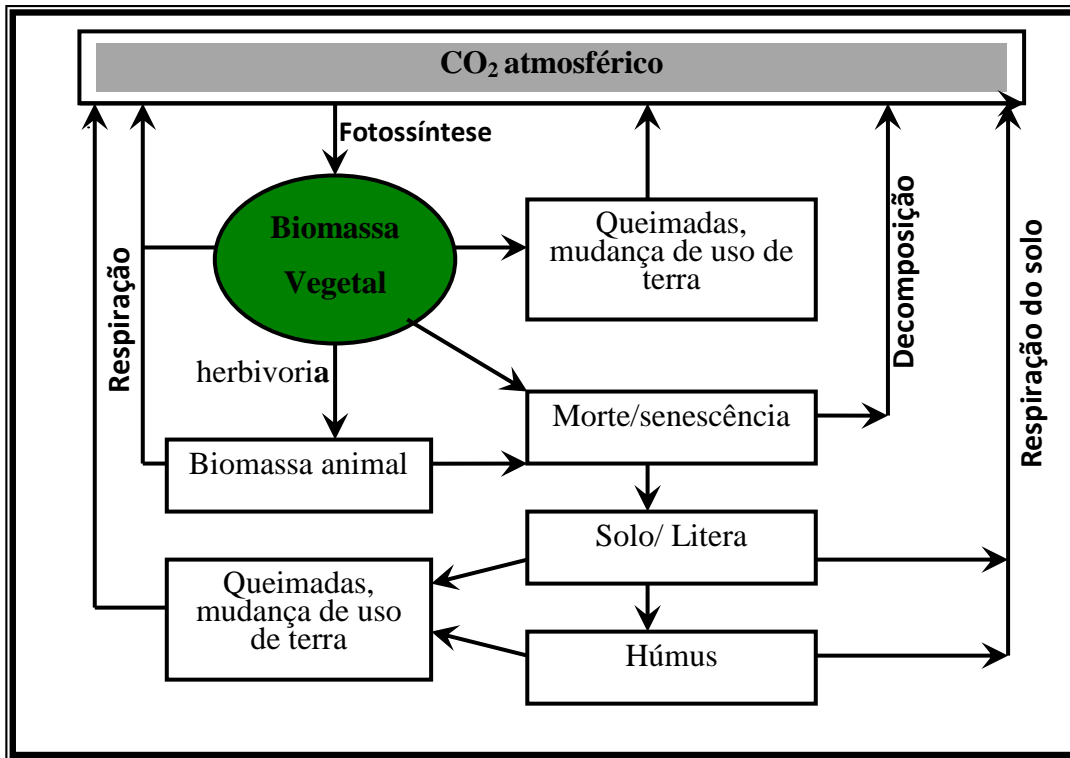 CO₂ atmosférico
Fotossíntese
Biomassa
Vegetal
Queimadas,
mudança de uso de
terra
Respiração
Decomposição
Respiração do solo
herbivoria
Morte/senescência
Biomassa animal
Solo/ Litera
Queimadas,
mudança de uso
de terra
Húmus